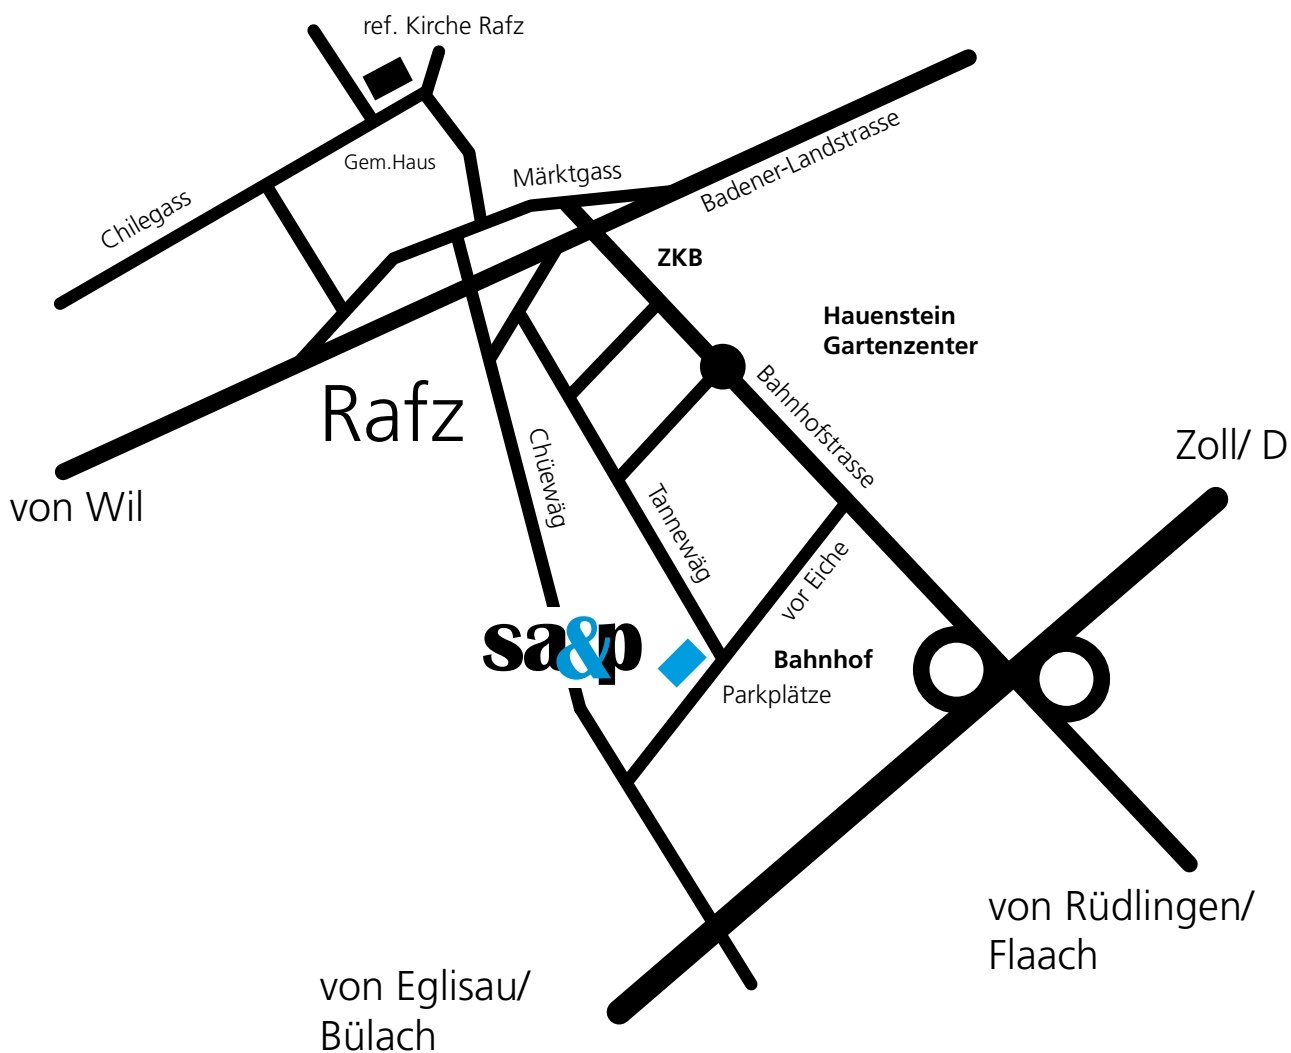 ref. Kirche Rafz
Gem.Haus
Märktgass
Chilegass
Badener-Landstrasse
ZKB
Hauenstein
Gartenzenter
Rafz
Bahnhofstrasse
Zoll/ D
Chüewäg
von Wil
Tannewäg
vor Eiche
sa&p
Bahnhof
Parkplätze
von Rüdlingen/
Flaach
von Eglisau/
Bülach